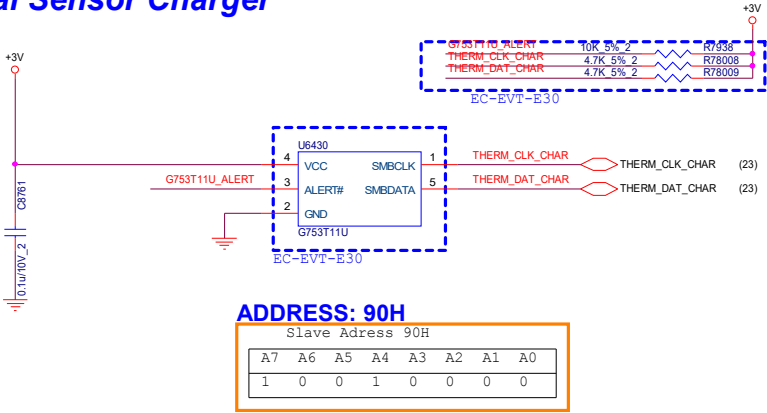 al Sensor Charger
+3V
+3V
G753T11U_ALERT 10K_5%_2 R7938
THERM_CLK_CHAR 4.7K_5%_2 R78008
THERM_DAT_CHAR 4.7K_5%_2 R78009
EC-EVT-E30
U6430
4 VCC SMBCLK 1 THERM_CLK_CHAR THERM_CLK_CHAR (23)
G753T11U_ALERT 3 ALERT# SMBDATA 5 THERM_DAT_CHAR THERM_DAT_CHAR (23)
2 GND
G753T11U
EC-EVT-E30
C8761
0.1u/10V_2
ADDRESS: 90H
Slave Adress 90H
A7 A6 A5 A4 A3 A2 A1 A0
1 0 0 1 0 0 0 0